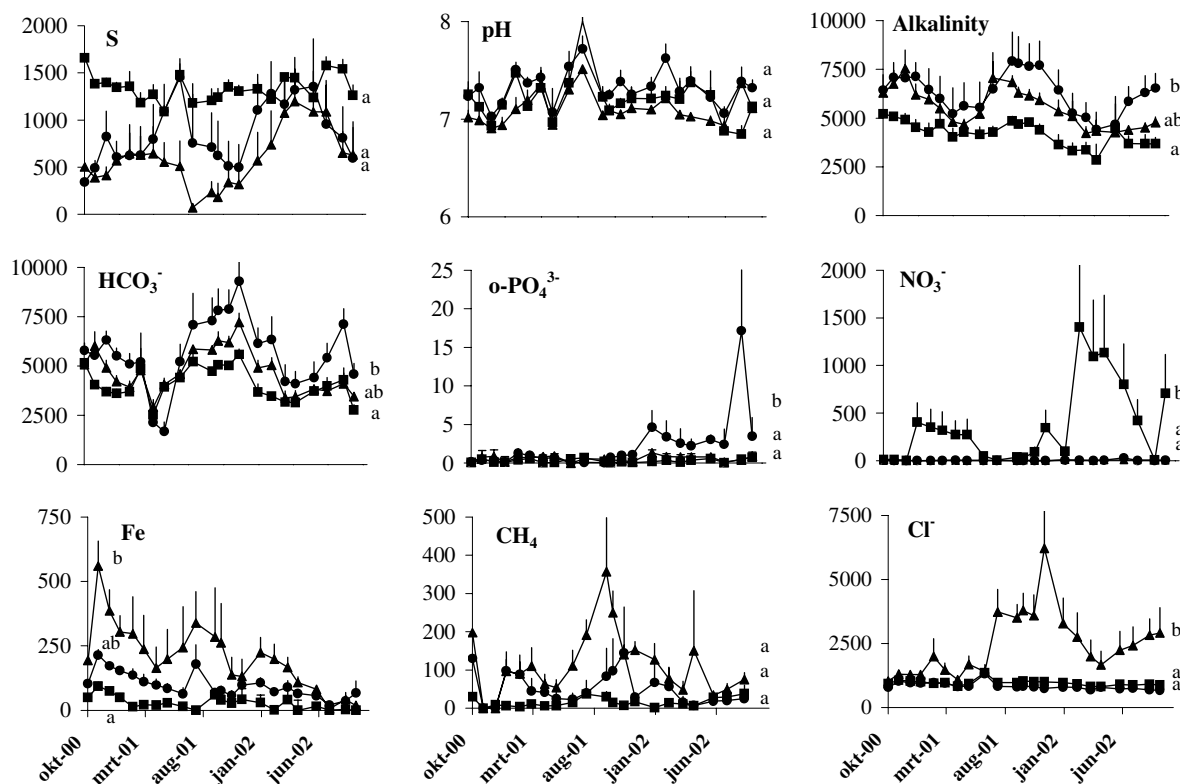 S
2000
1500
1000
500
0
a
a
a
pH
8
7
6
a
a
Alkalinity
10000
7500
5000
2500
0
b
ab
a
HCO3-
10000
7500
5000
2500
0
b
ab
a
o-PO43-
25
20
15
10
5
0
b
a
a
NO3-
2000
1500
1000
500
0
b
a
a
Fe
750
500
250
0
b
ab
a
okt-00
mrt-01
aug-01
jan-02
jun-02
CH4
500
400
300
200
100
0
a
a
a
okt-00
mrt-01
aug-01
jan-02
jun-02
Cl-
7500
5000
2500
0
b
a
a
okt-00
mrt-01
aug-01
jan-02
jun-02